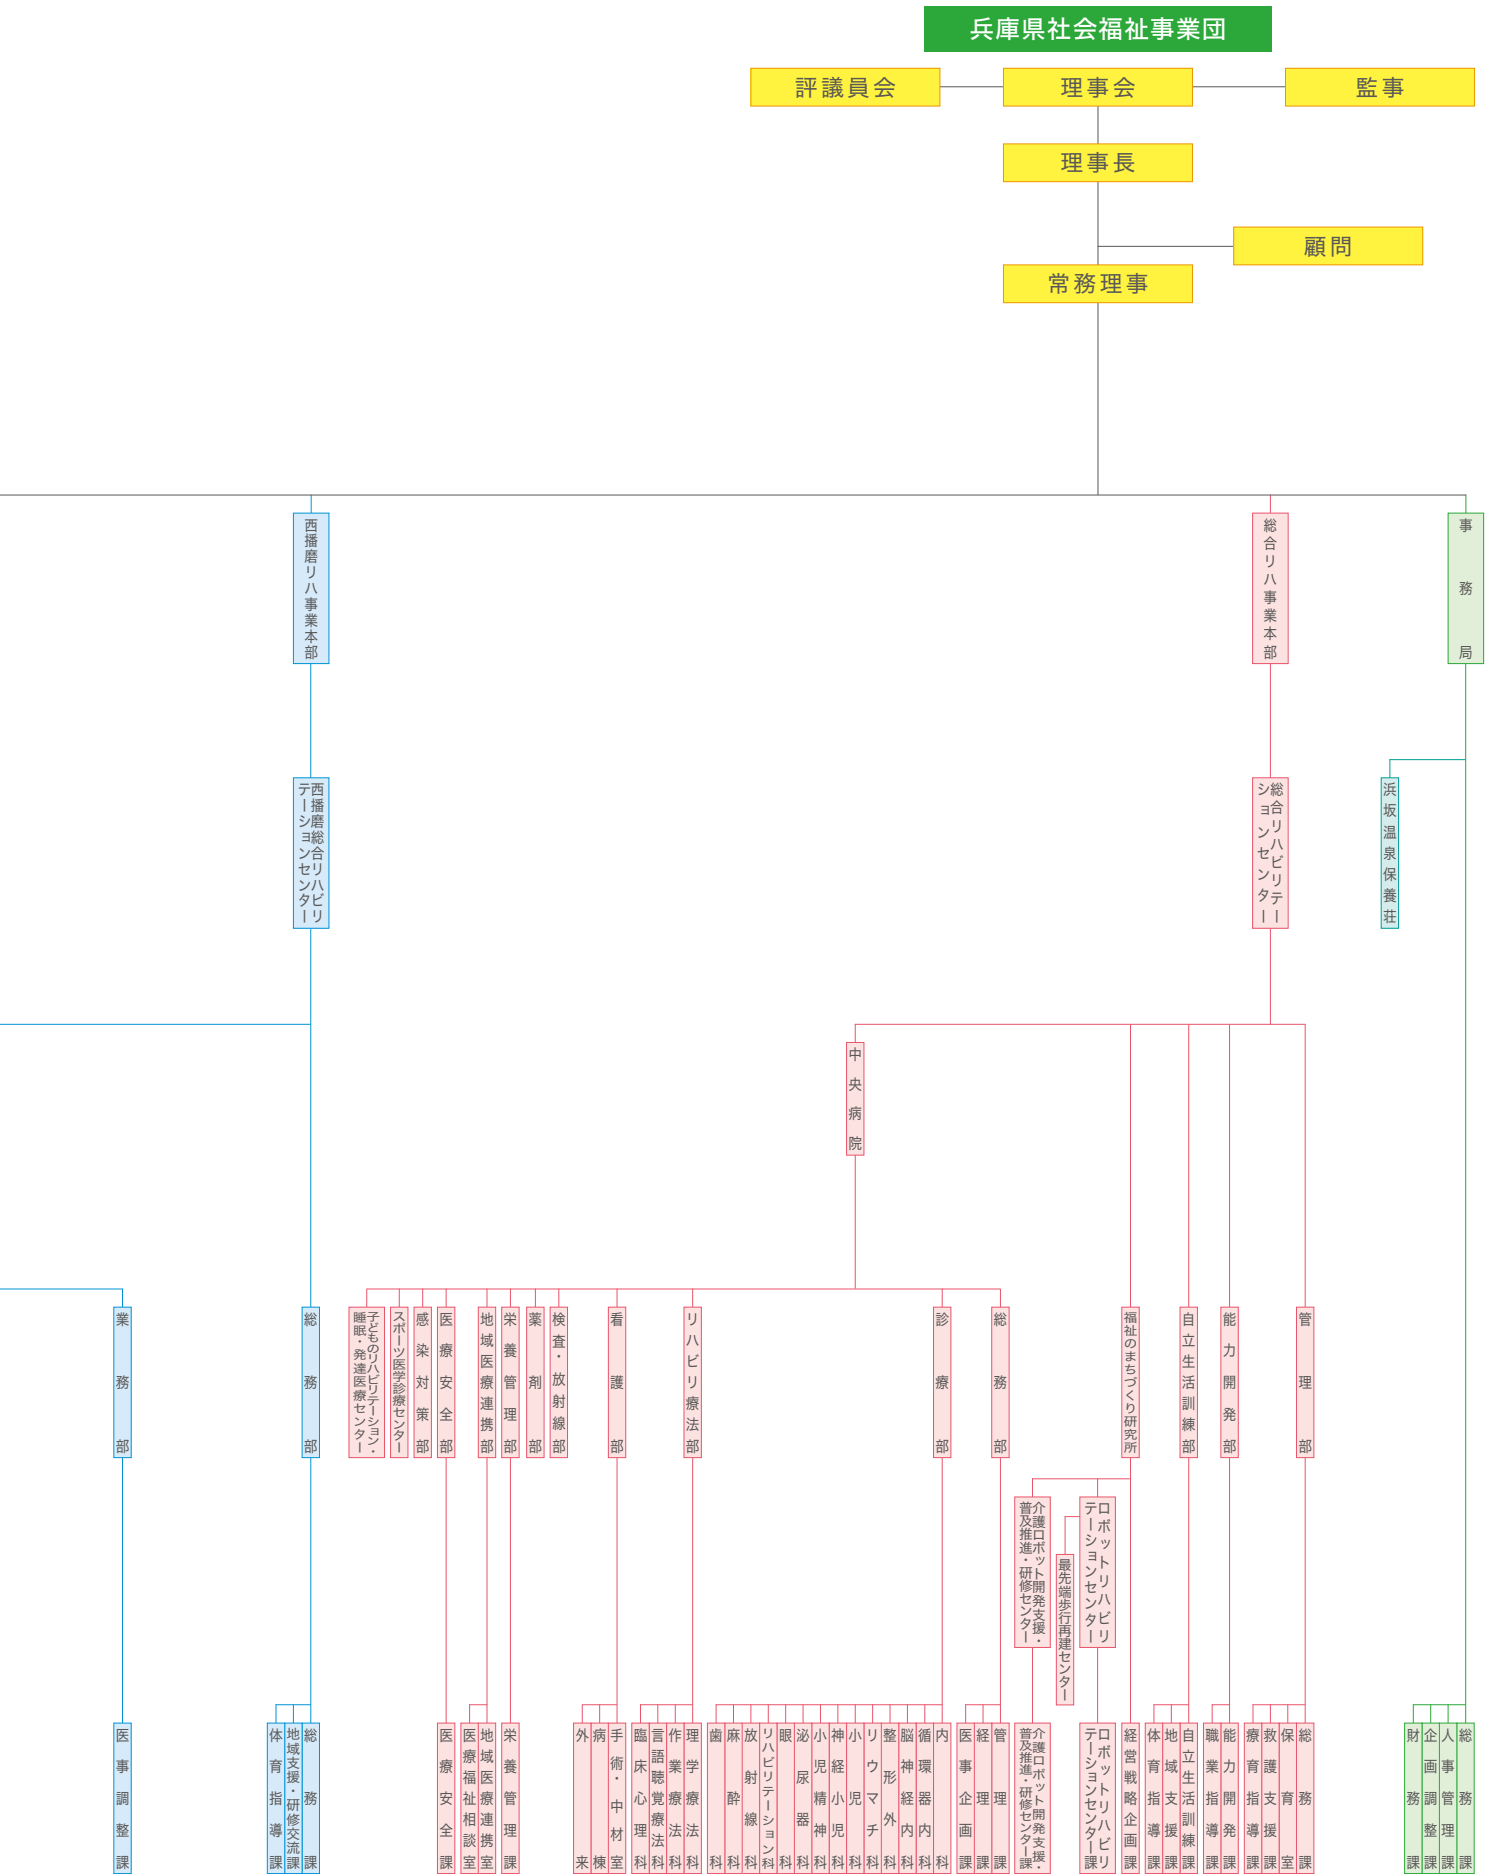 兵庫県社会福祉事業団
評議員会
理事会
監事
理事長
顧問
常務理事
事務局
総合リハ事業本部
西播磨リハ事業本部
浜坂温泉保養荘
総合リハビリテー
ションセンター
西播磨総合リハビリ
テーションセンター
中央病院
管理部
能力開発部
自立生活訓練部
福祉のまちづくり研究所
総務部
診療部
リハビリ療法部
看護部
検査・放射線部
薬剤部
栄養管理部
地域医療連携部
医療安全部
感染対策部
スポーツ医学診療センター
子どものリハビリテーション・
睡眠・発達医療センター
総務部
業務部
ロボットリハビリ
テーションセンター
最先端歩行再建センター
介護ロボット開発支援・
普及推進・研修センター
総務課
人事管理課
企画調整課
財務課
総務課
保育室
救護支援課
療育指導課
能力開発課
職業指導課
自立生活訓練課
地域支援課
体育指導課
経営戦略企画課
ロボットリハビリ
テーションセンター課
介護ロボット開発支援・
普及推進・研修センター課
管理課
経理課
医事企画課
内科
循環器内科
脳神経内科
整形外科
リウマチ科
小児科
神経小児科
小児精神科
泌尿器科
眼科
リハビリテーション科
放射線科
麻酔科
歯科
理学療法科
作業療法科
言語聴覚療法科
臨床心理科
手術・中材室
病棟
外来
栄養管理課
地域医療連携室
医療福祉相談室
医療安全課
総務課
地域支援・研修交流課
体育指導課
医事調整課